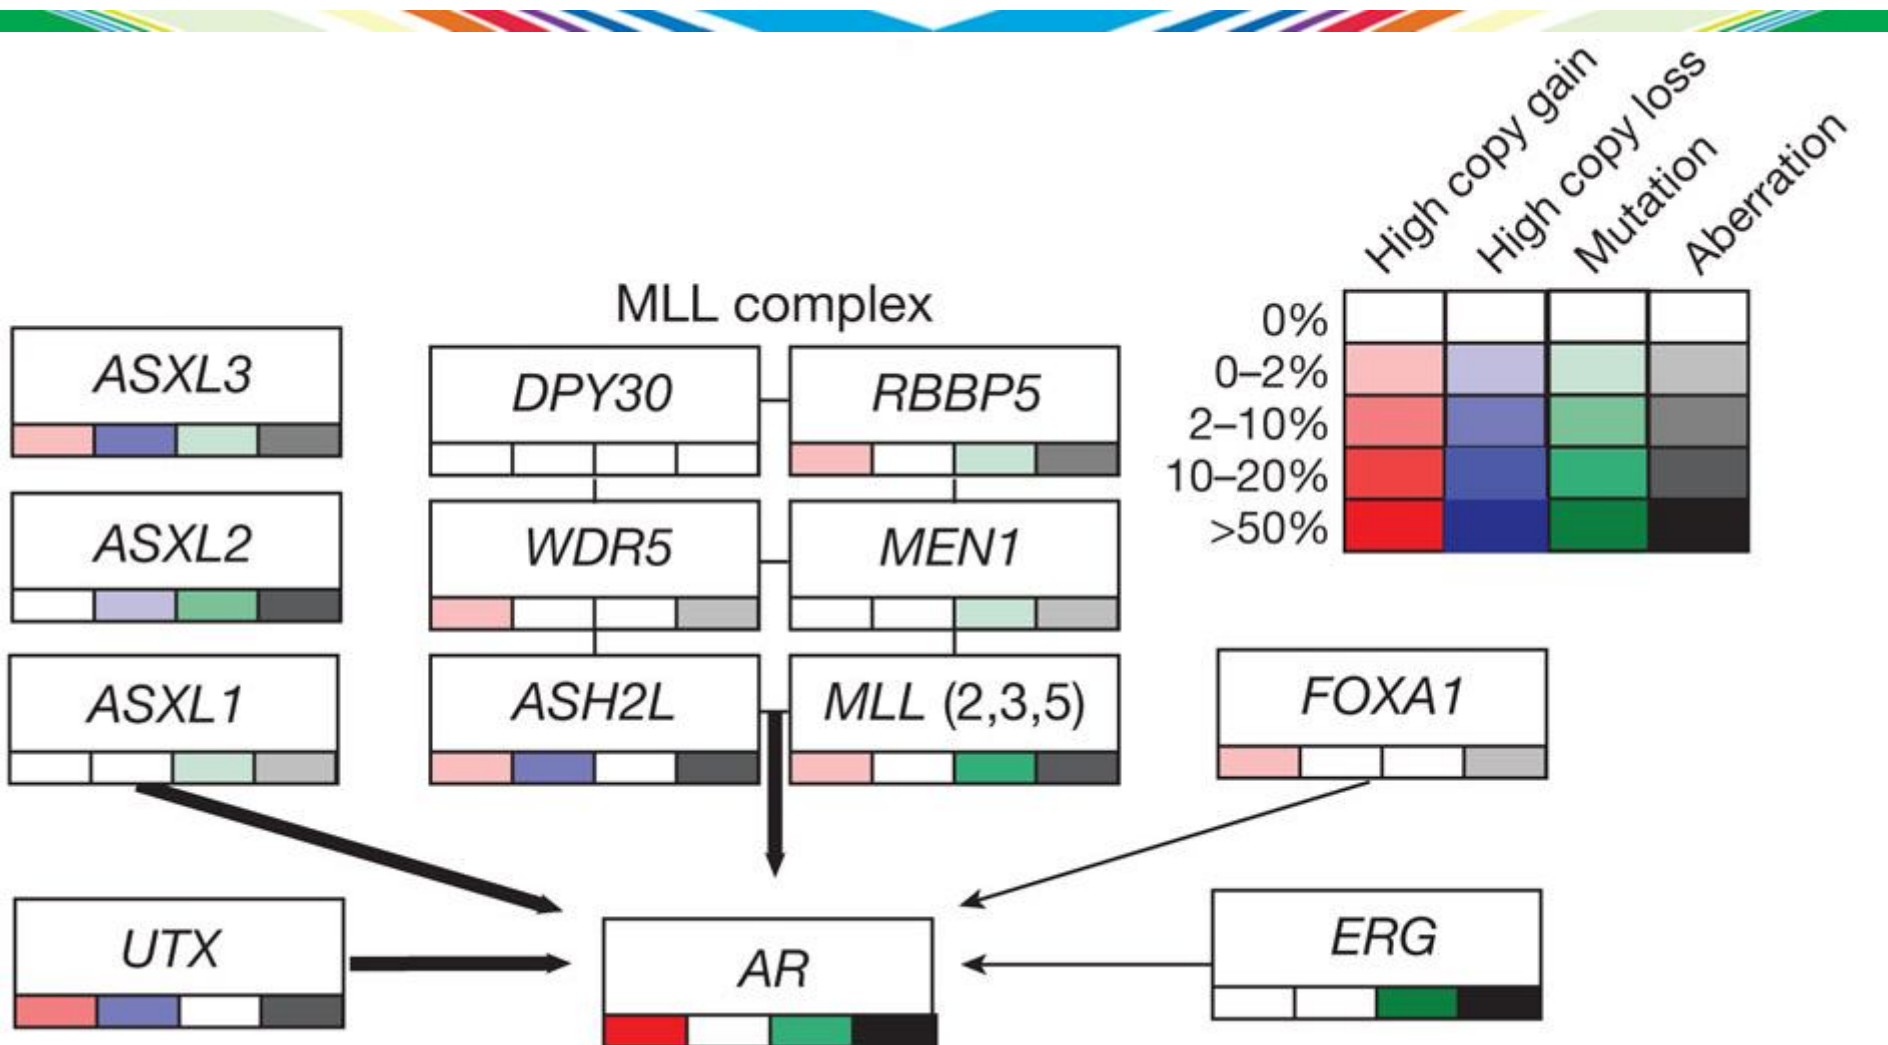 High copy gain
High copy loss
Mutation
Aberration
0%
0–2%
2–10%
10–20%
>50%
MLL complex
ASXL3
DPY30
RBBP5
ASXL2
WDR5
MEN1
ASXL1
ASH2L
MLL (2,3,5)
FOXA1
UTX
AR
ERG